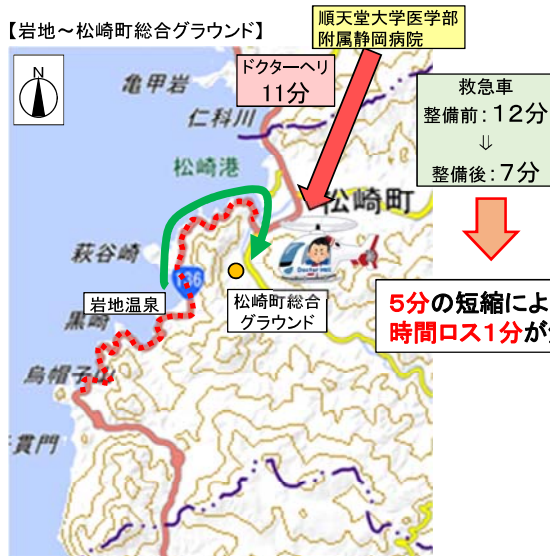 【岩地～松崎町総合グラウンド】
順天堂大学医学部
附属静岡病院
ドクターヘリ
11分
救急車
整備前：12分
⇓
整備後：7分
N
亀甲岩
仁科川
松崎港
松崎町
萩谷崎
136
岩地温泉
松崎町総合
グラウンド
黒崎
烏帽子山
貫門
5分の短縮によ
時間ロス1分が